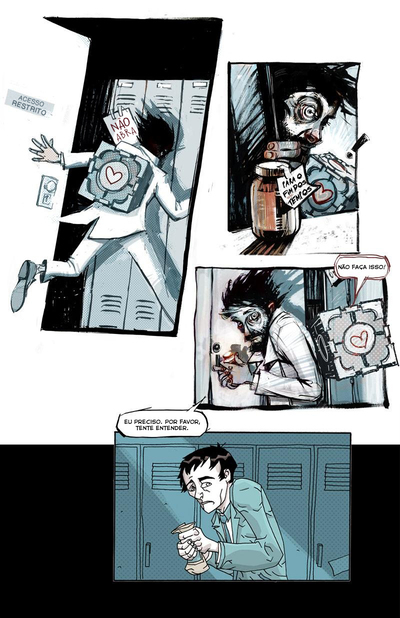 ACESSO
RESTRITO
NÃO
ABRA
PARA O
FIM DOS
TEMPOS
NÃO FAÇA ISSO!
EU PRECISO. POR FAVOR,
TENTE ENTENDER.